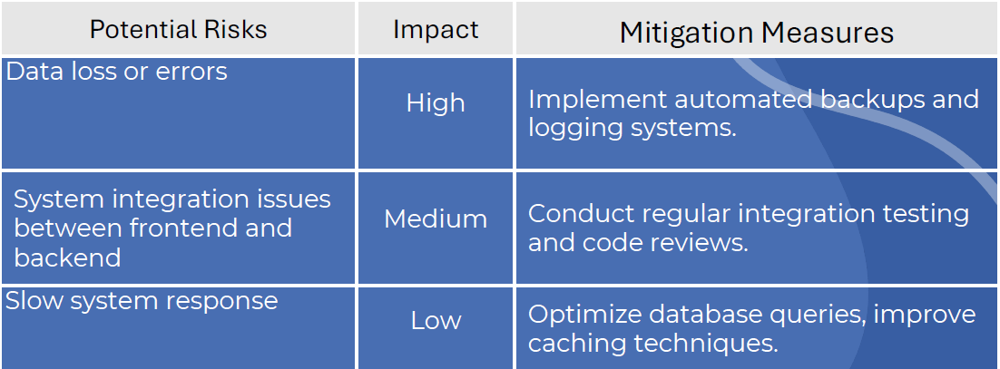 Potential Risks
Impact
Mitigation Measures
Data loss or errors
High
Implement automated backups and
logging systems.
System integration issues
between frontend and
backend
Medium
Conduct regular integration testing
and code reviews.
Slow system response
Low
Optimize database queries, improve
caching techniques.